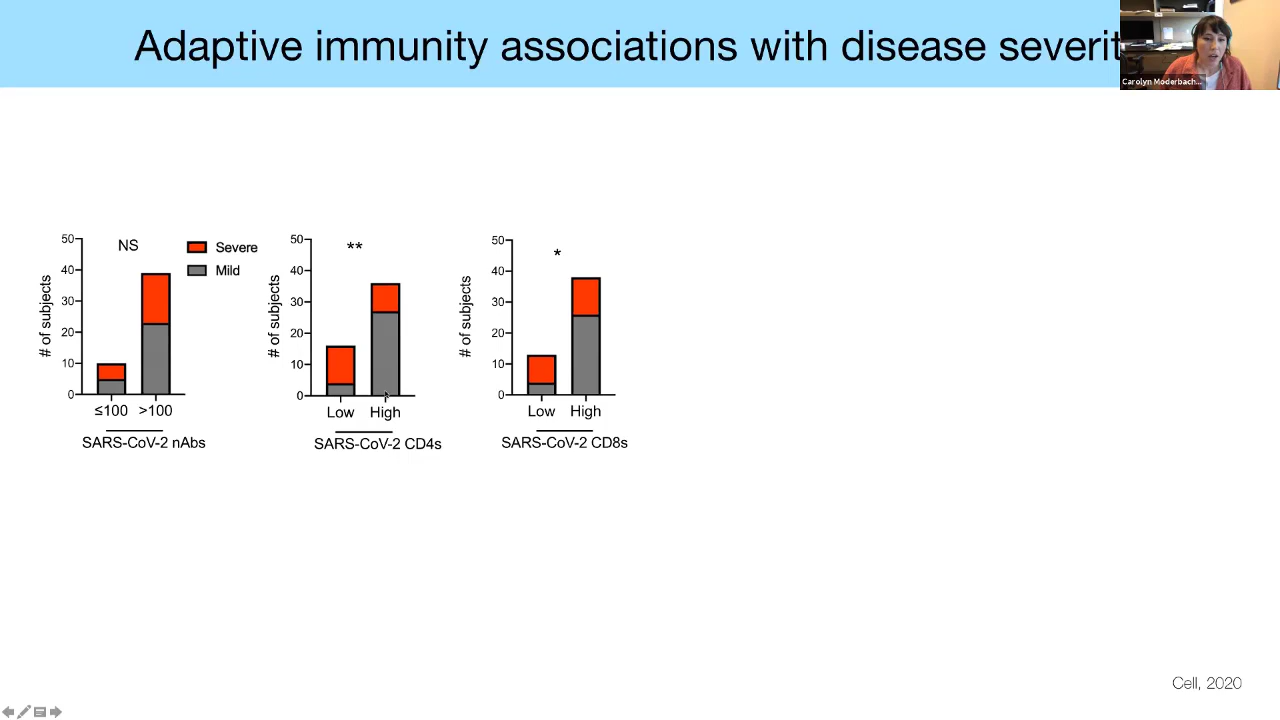 Adaptive immunity associations with disease severit
Carolyn Moderbach...
50
40
30
20
10
0
# of subjects
NS
Severe
Mild
≤100 >100
SARS-CoV-2 nAbs
50
40
30
20
10
0
# of subjects
**
Low High
SARS-CoV-2 CD4s
50
40
30
20
10
0
# of subjects
*
Low High
SARS-CoV-2 CD8s
Cell, 2020